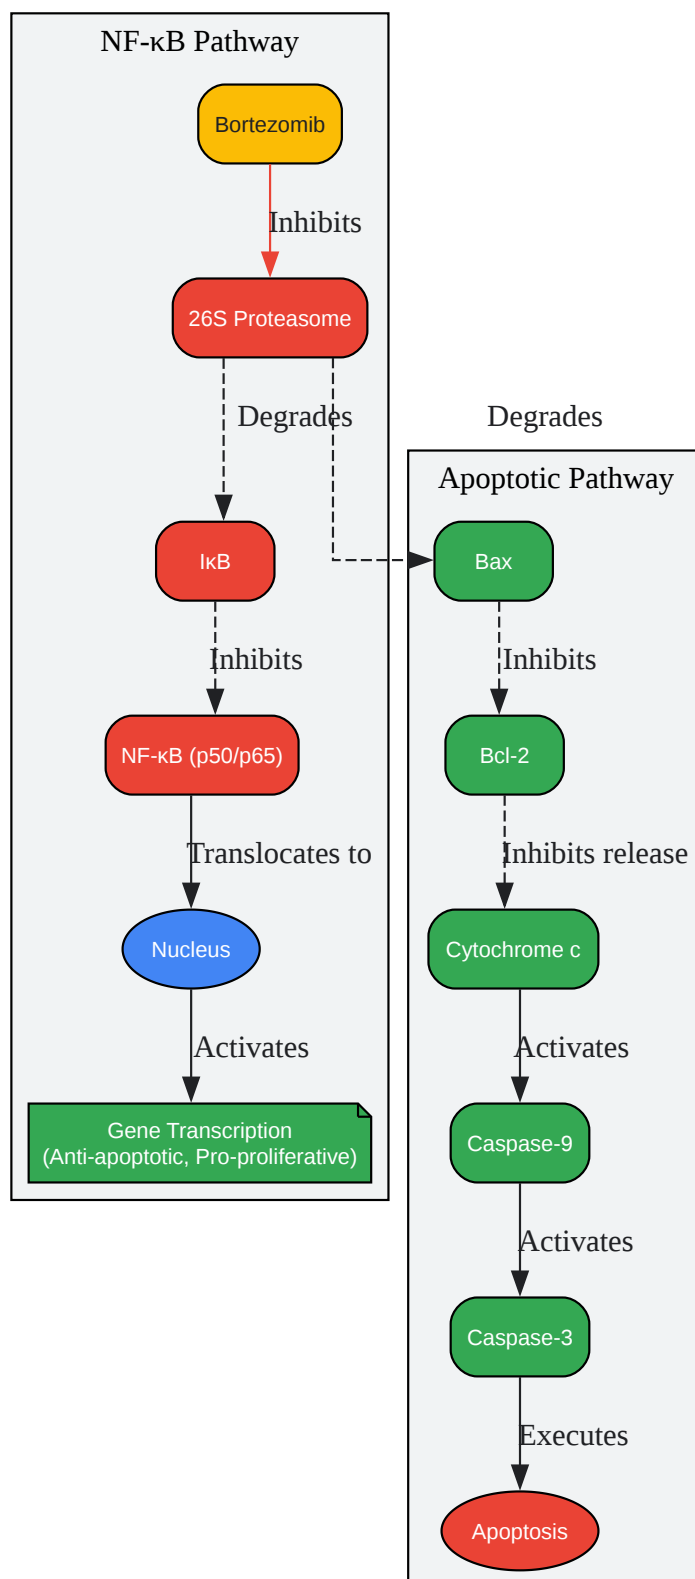 NF-κB Pathway
Bortezomib
Inhibits
26S Proteasome
Degrades
Degrades
Apoptotic Pathway
IκB
Bax
Inhibits
Inhibits
NF-κB (p50/p65)
Bcl-2
Translocates to
Inhibits release
Nucleus
Cytochrome c
Activates
Activates
Gene Transcription
(Anti-apoptotic, Pro-proliferative)
Caspase-9
Activates
Caspase-3
Executes
Apoptosis